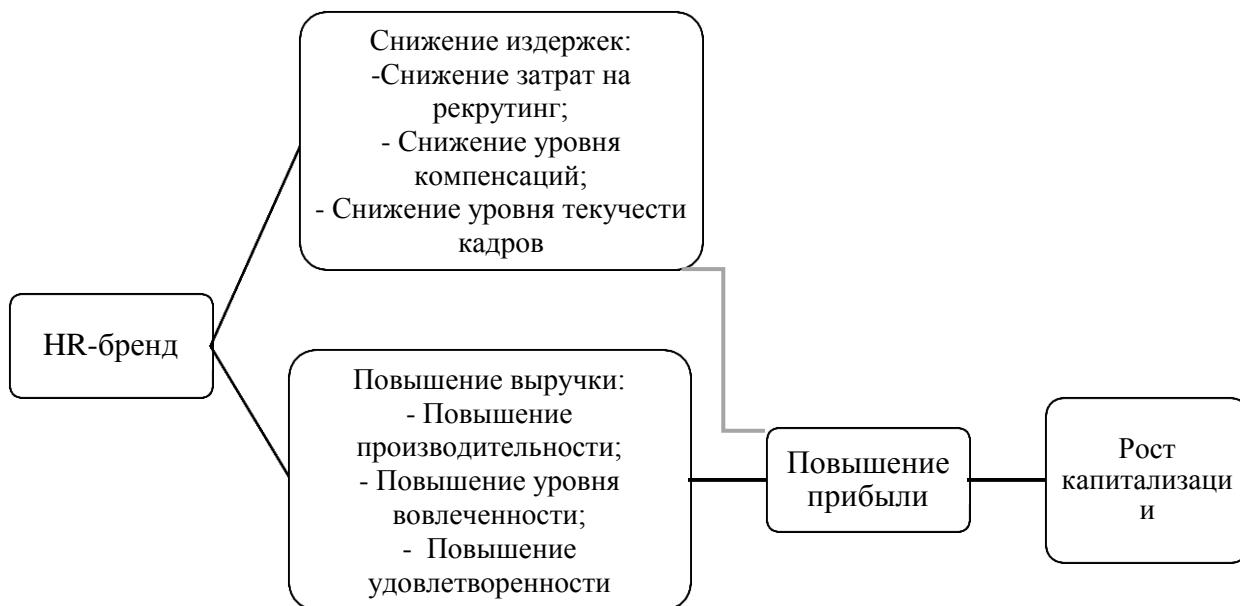 Снижение издержек:
-Снижение затрат на
рекрутинг;
- Снижение уровня
компенсаций;
- Снижение уровня текучести
кадров
HR-бренд
Повышение выручки:
- Повышение
производительности;
- Повышение уровня
вовлеченности;
- Повышение
удовлетворенности
Повышение
прибыли
Рост
капитализаци
и